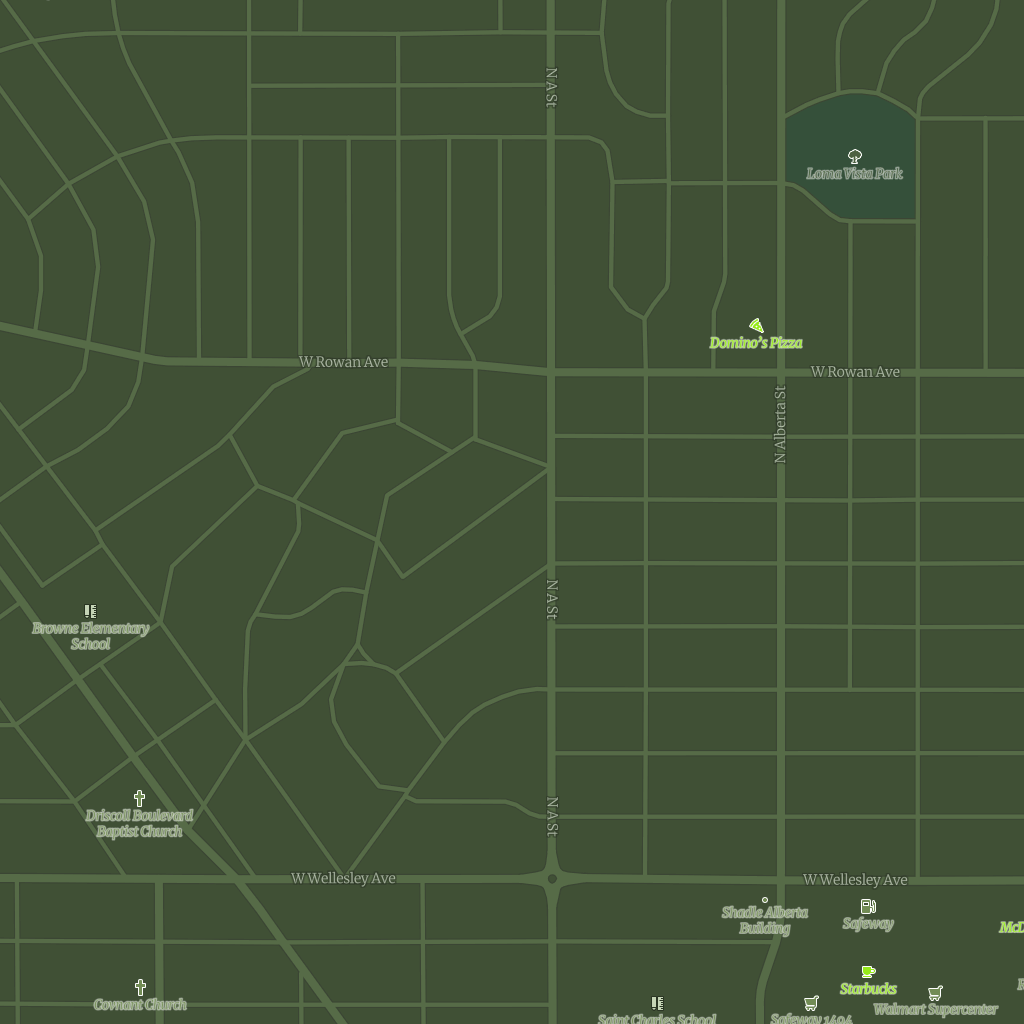 N A St
Loma Vista Park
Domino's Pizza
W Rowan Ave
W Rowan Ave
N Alberta St
N A St
Browne Elementary
School
N A St
Driscoll Boulevard
Baptist Church
W Wellesley Ave
W Wellesley Ave
Shadle Alberta
Building
Safeway
McD
Starbucks
Covnant Church
Walmart Supercenter
Saint Charles School
Safeway 1494